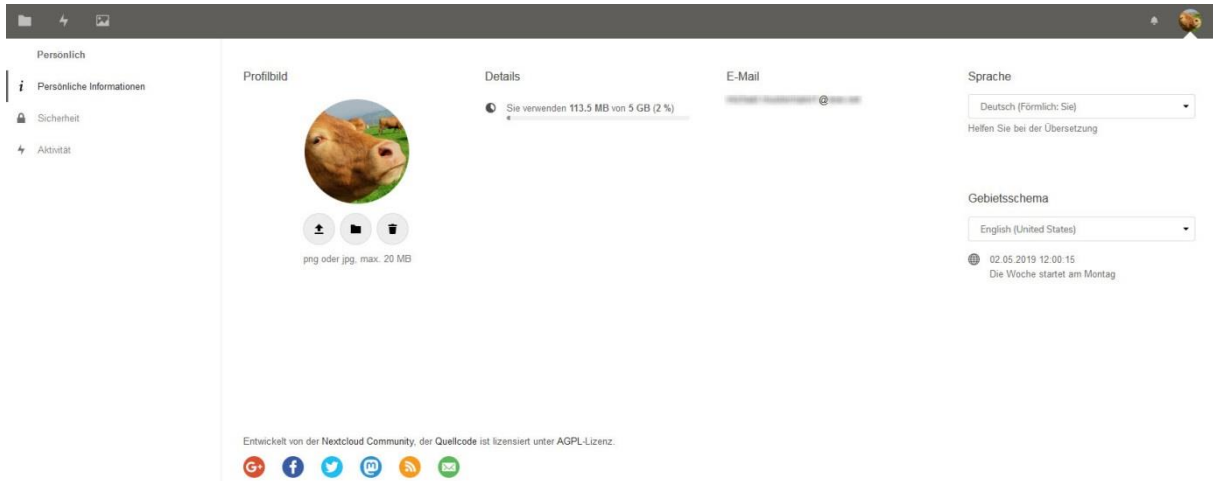 Persönlich
Persönliche Informationen
Sicherheit
Aktivität
Profilbild
png oder jpg, max. 20 MB
Details
Sie verwenden 113.5 MB von 5 GB (2 %)
E-Mail
@
Sprache
Deutsch (Förmlich: Sie)
Helfen Sie bei der Übersetzung
Gebietsschema
English (United States)
02.05.2019 12:00:15
Die Woche startet am Montag
Entwickelt von der Nextcloud Community, der Quellcode ist lizensiert unter AGPL-Lizenz.
G+ f m